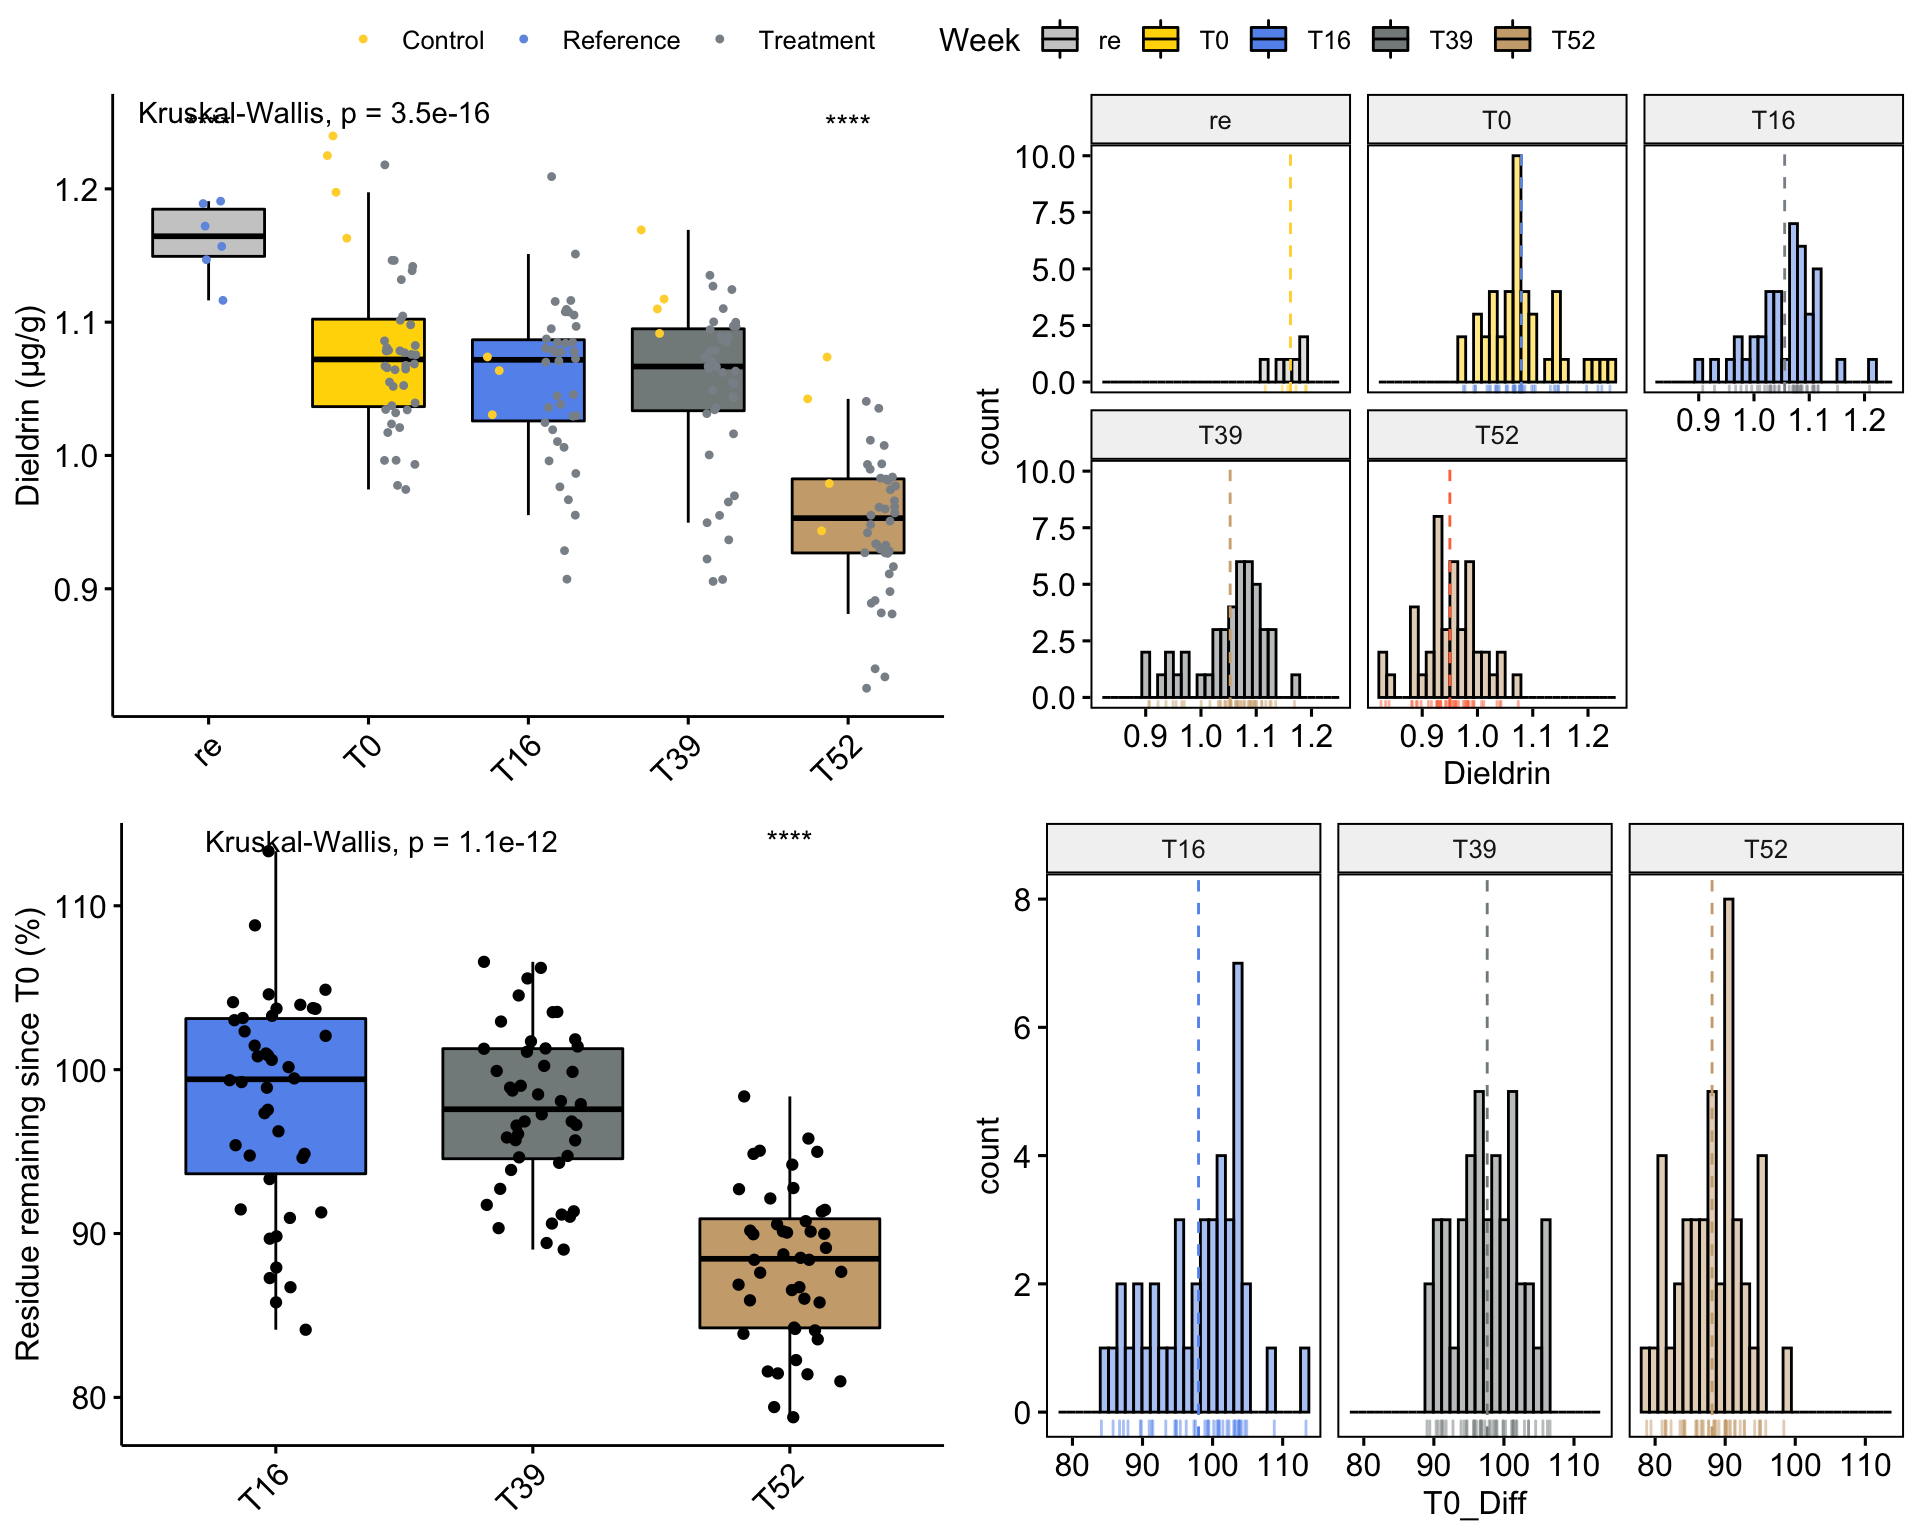 Control Reference Treatment
Week re T0 T16 T39 T52
Kruskal-Wallis, p = 3.5e-16
**** ****
Dieldrin (µg/g)
1.2
1.1
1.0
0.9
re T0 T16 T39 T52
re T0 T16
count
10.0
7.5
5.0
2.5
0.0
0.9 1.0 1.1 1.2
T39 T52
10.0
7.5
5.0
2.5
0.0
0.9 1.0 1.1 1.2 0.9 1.0 1.1 1.2
Dieldrin
Kruskal-Wallis, p = 1.1e-12
****
Residue remaining since T0 (%)
110
100
90
80
T16 T39 T52
T16 T39 T52
count
8
6
4
2
0
80 90 100 110 80 90 100 110 80 90 100 110
T0_Diff